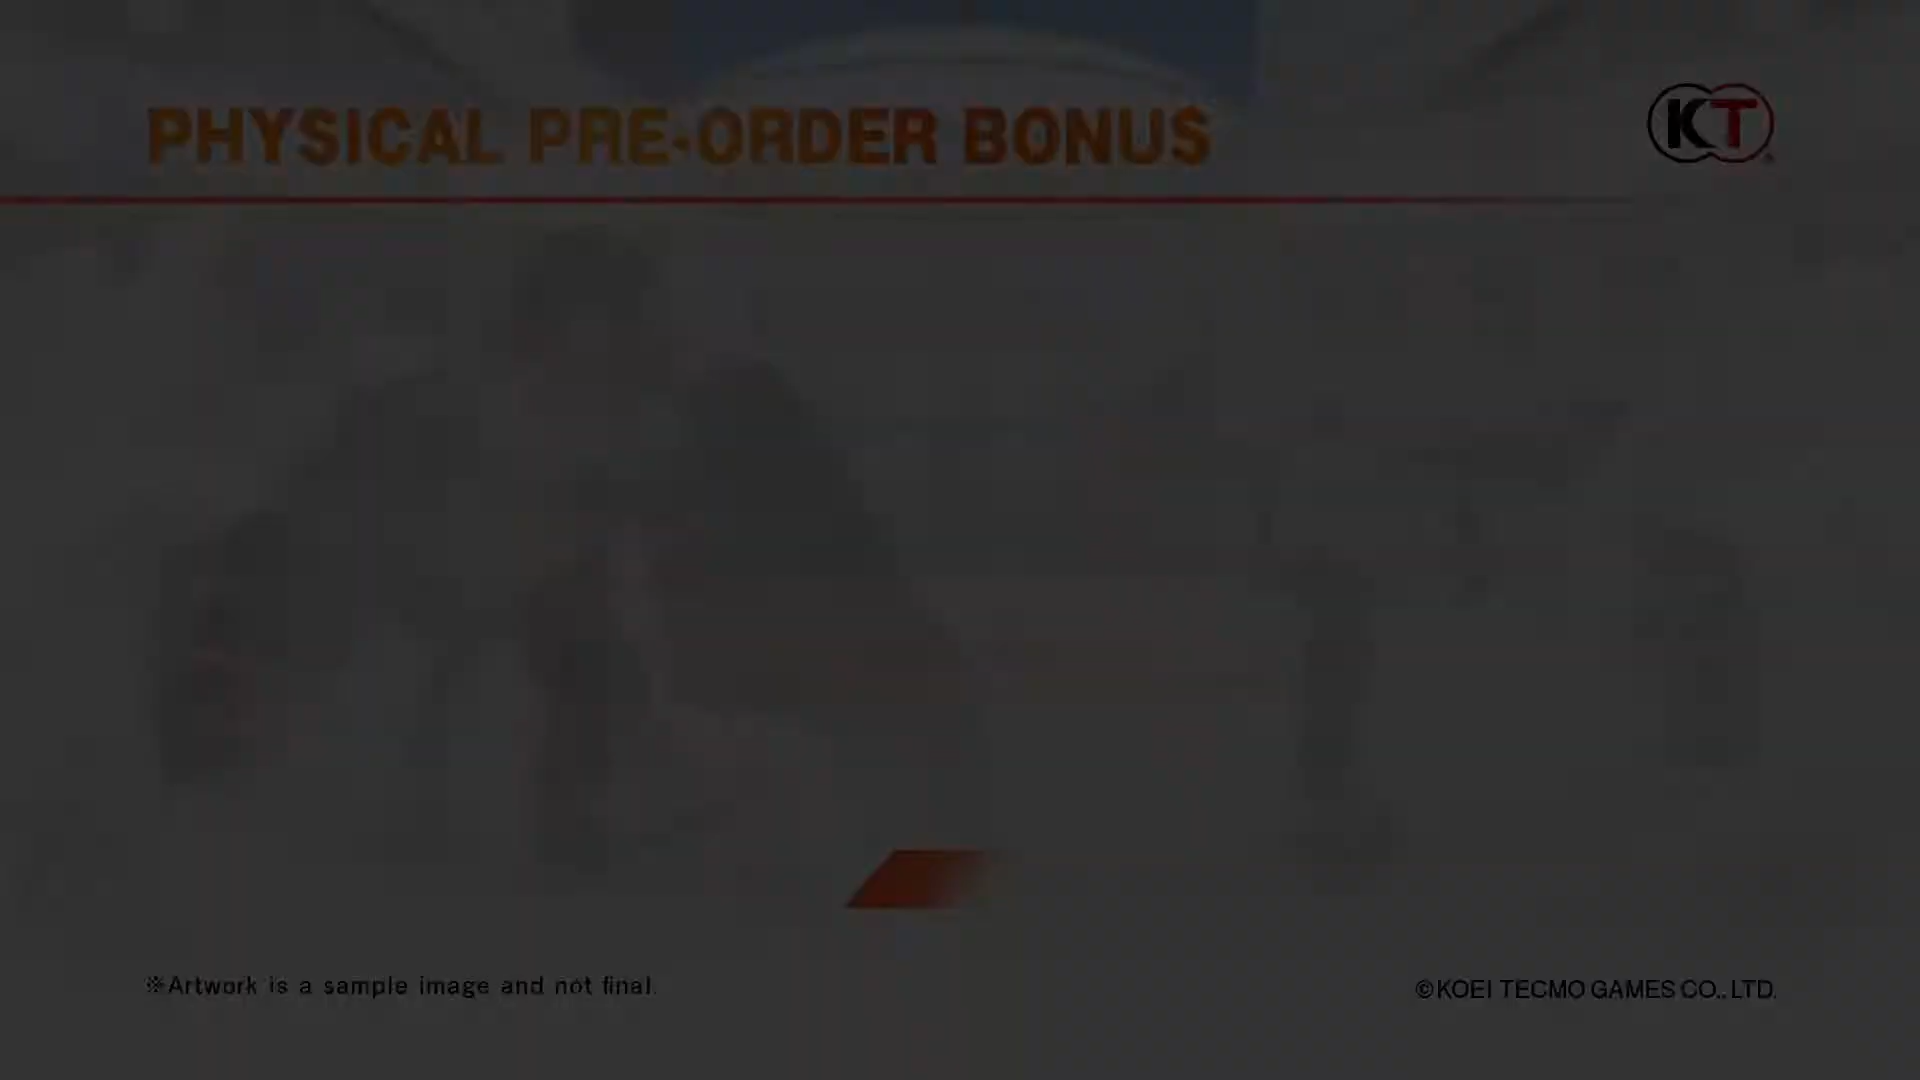 PHYSICAL PRE-ORDER BONUS
KT
※Artwork is a sample image and not final.
©KOEI TECMO GAMES CO., LTD.